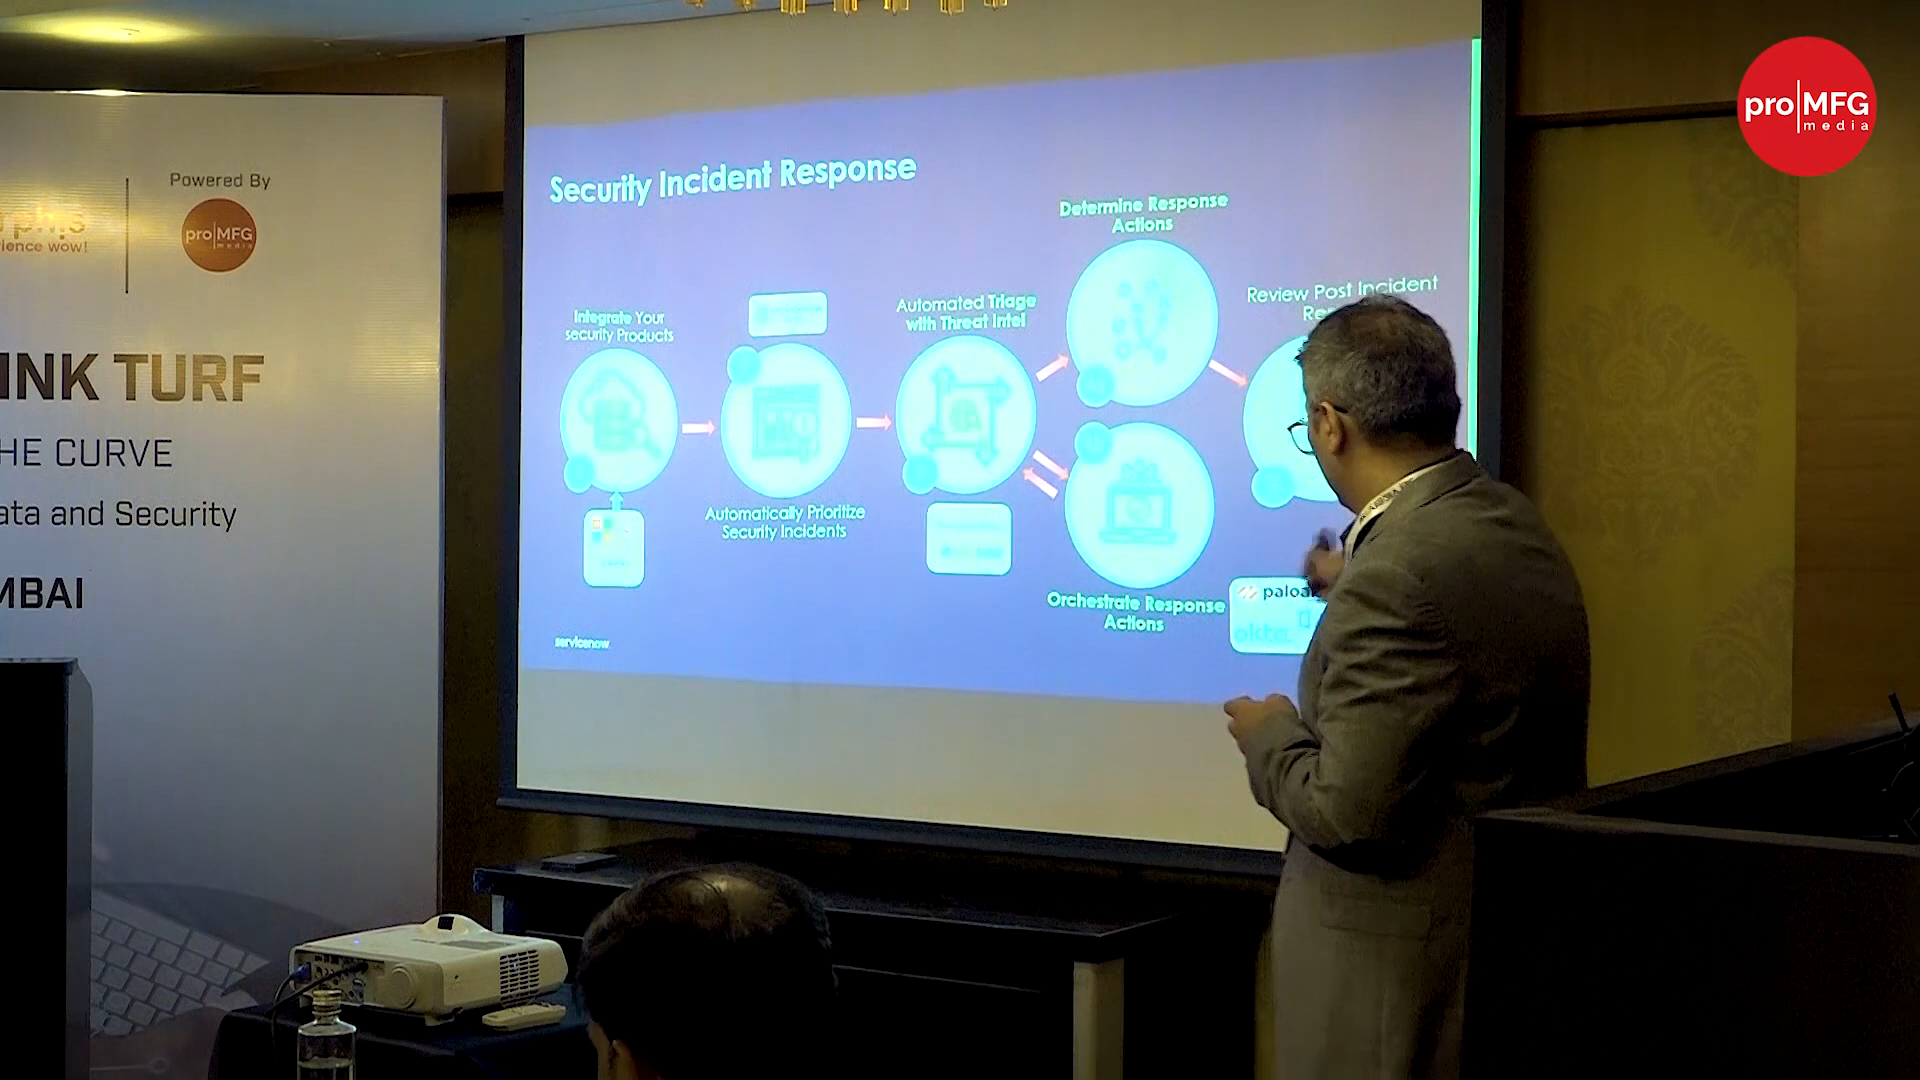 pro MFG
media
Powered By
pro MFG
media
ience wow!
INK TURF
HE CURVE
ata and Security
MBAI
Security Incident Response
Integrate Your
security Products
Automatically Prioritize
Security Incidents
Automated Triage
with Threat Intel
Determine Response
Actions
Orchestrate Response
Actions
Review Post Incident
Re
paloa
okta
servicenow